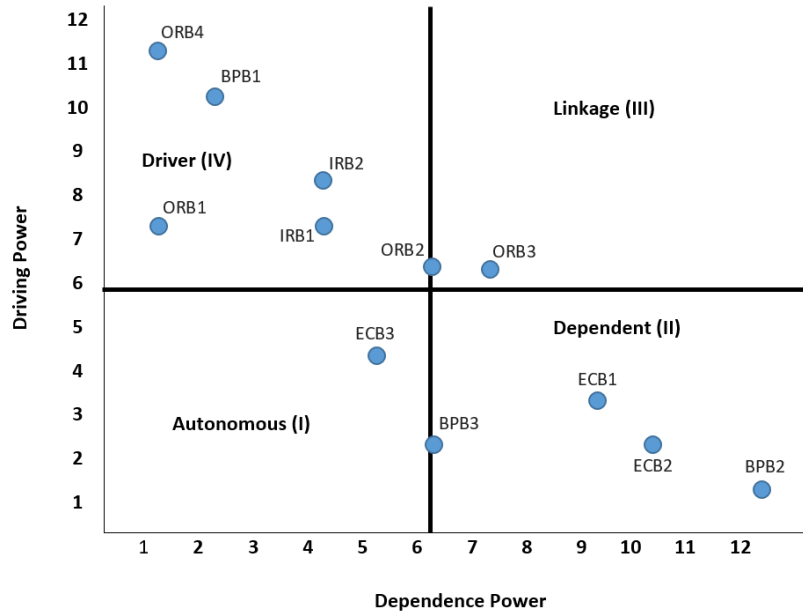 12
ORB4
11
BPB1
10
Linkage (III)
9
Driver (IV)
IRB2
8
ORB1
IRB1
7
ORB2
ORB3
6
Driving Power
5
ECB3
Dependent (II)
4
ECB1
3
Autonomous (I)
BPB3
2
ECB2
BPB2
1
1 2 3 4 5 6 7 8 9 10 11 12
Dependence Power